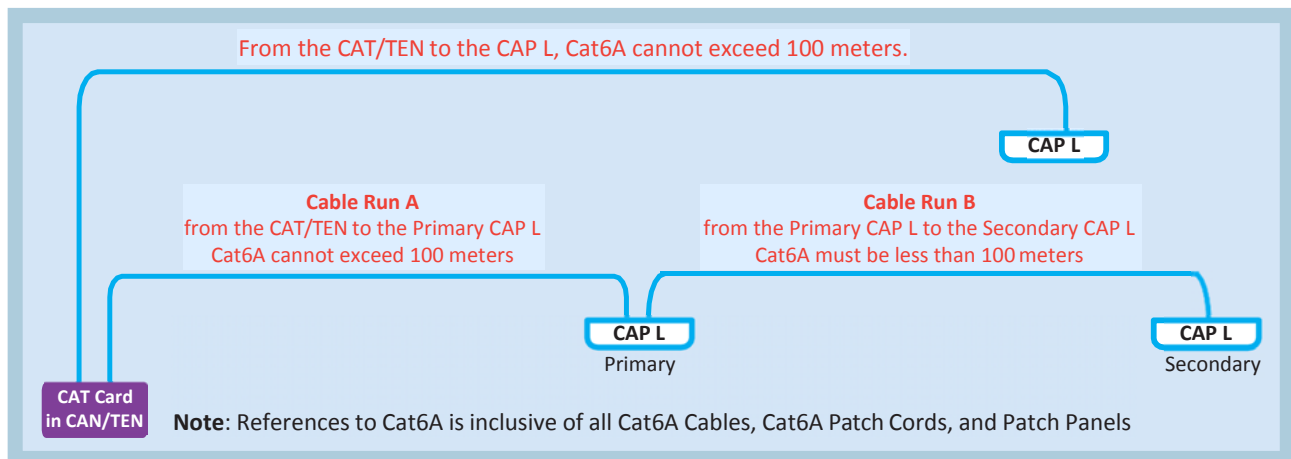 From the CAT/TEN to the CAP L, Cat6A cannot exceed 100 meters.
CAP L
Cable Run A
from the CAT/TEN to the Primary CAP L
Cat6A cannot exceed 100 meters
Cable Run B
from the Primary CAP L to the Secondary CAP L
Cat6A must be less than 100 meters
CAP L
Primary
CAP L
Secondary
CAT Card
in CAN/TEN
Note: References to Cat6A is inclusive of all Cat6A Cables, Cat6A Patch Cords, and Patch Panels